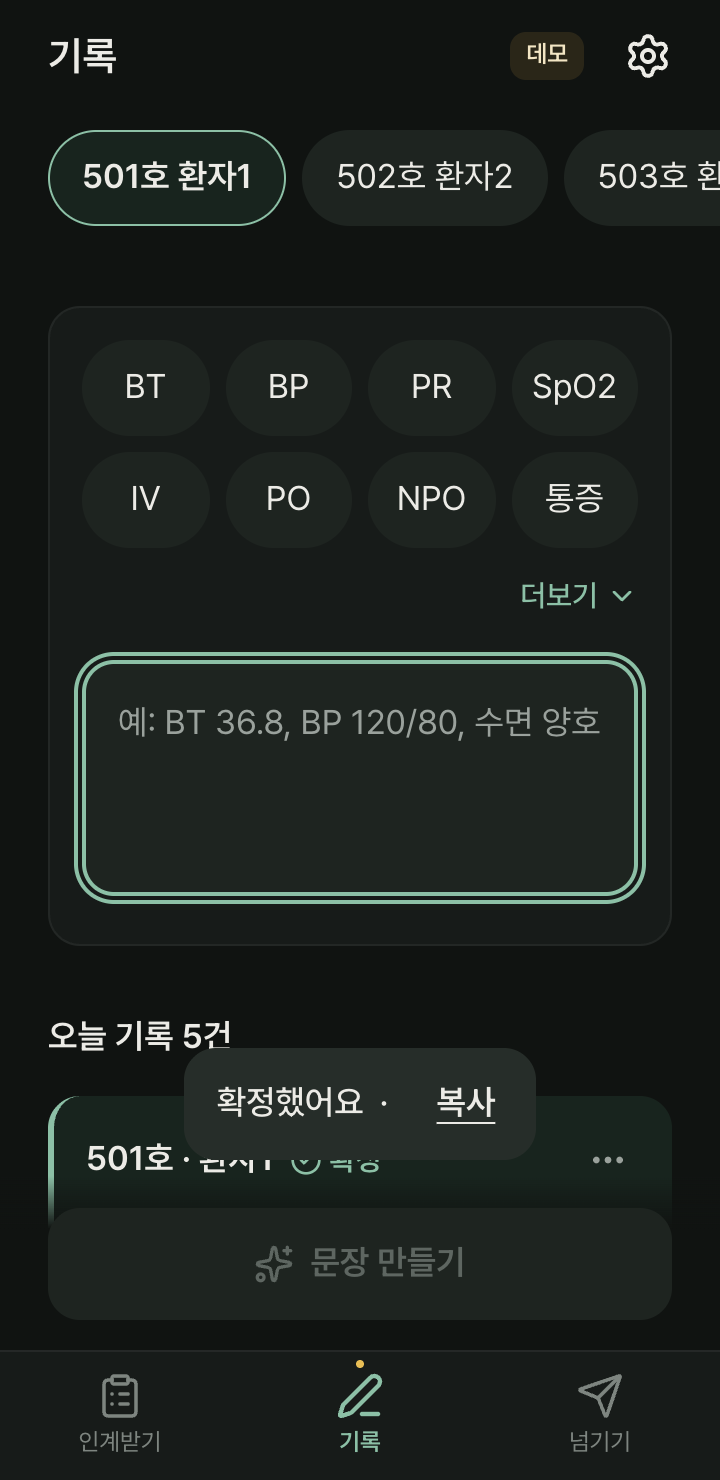 기록
데모
501호 환자1
502호 환자2
503호
BT
BP
PR
SpO2
IV
PO
NPO
통증
더보기
예: BT 36.8, BP 120/80, 수면 양호
오늘 기록 5건
확정했어요 · 복사
501호 · 환자1 확정
문장 만들기
인계받기
기록
넘기기